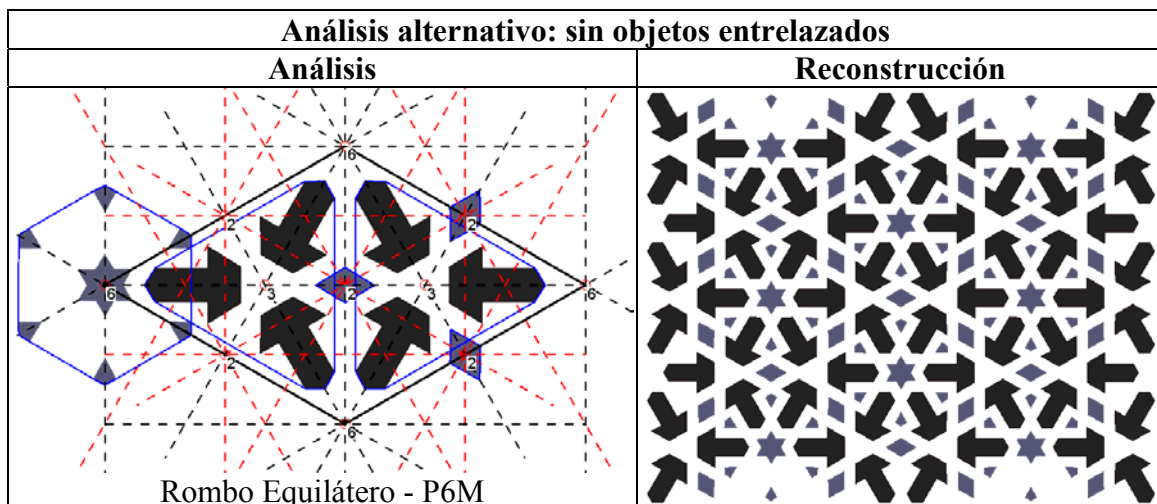 Análisis alternativo: sin objetos entrelazados
Análisis
Reconstrucción
6
2
2
6
3
2
3
6
2
2
6
Rombo Equilátero - P6M